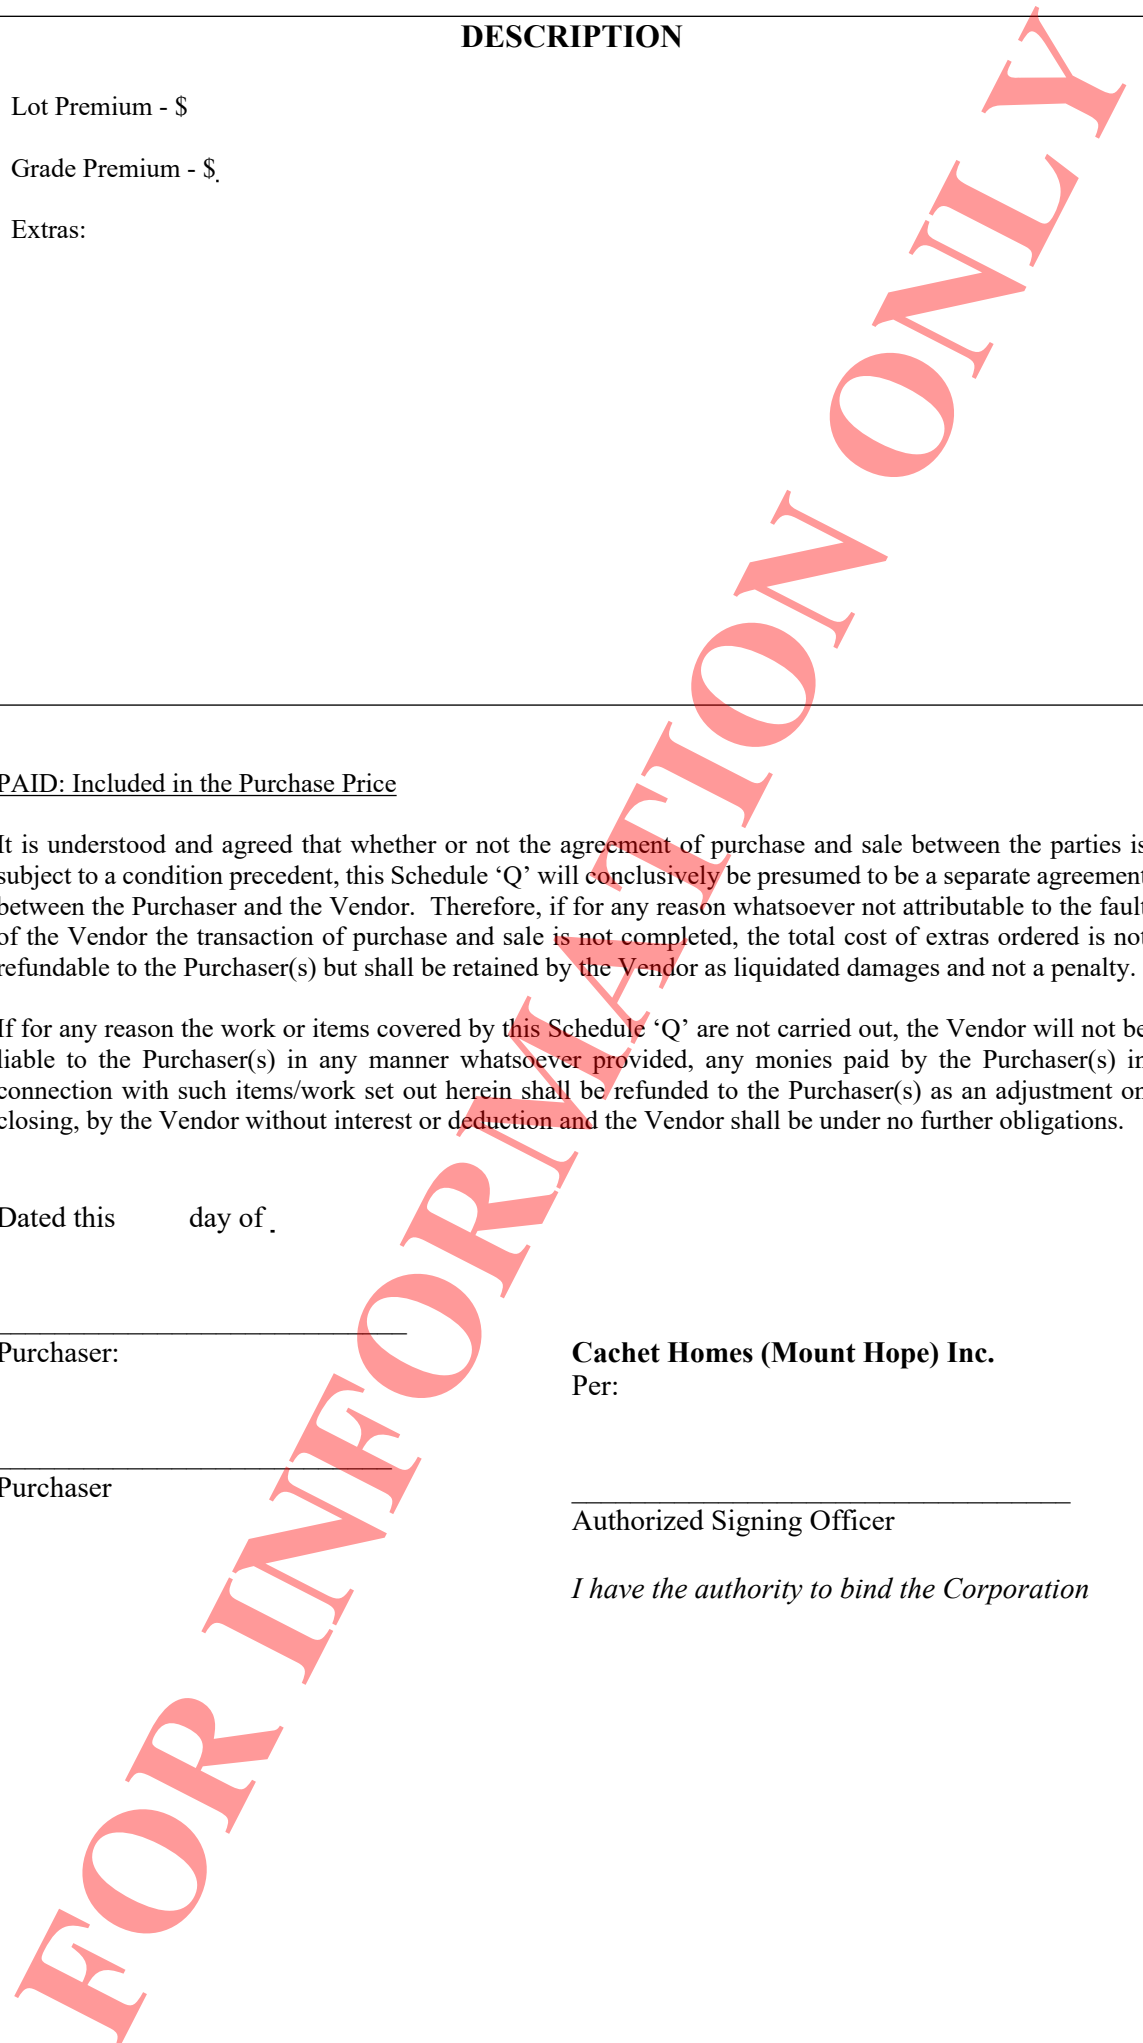 DESCRIPTION
Lot Premium - $
Grade Premium - $.
Extras:
PAID: Included in the Purchase Price
It is understood and agreed that whether or not the agreement of purchase and sale between the parties is
subject to a condition precedent, this Schedule ‘Q’ will conclusively be presumed to be a separate agreement
between the Purchaser and the Vendor. Therefore, if for any reason whatsoever not attributable to the fault
of the Vendor the transaction of purchase and sale is not completed, the total cost of extras ordered is not
refundable to the Purchaser(s) but shall be retained by the Vendor as liquidated damages and not a penalty.
If for any reason the work or items covered by this Schedule ‘Q’ are not carried out, the Vendor will not be
liable to the Purchaser(s) in any manner whatsoever provided, any monies paid by the Purchaser(s) in
connection with such items/work set out herein shall be refunded to the Purchaser(s) as an adjustment on
closing, by the Vendor without interest or deduction and the Vendor shall be under no further obligations.
Dated this day of .
Purchaser:
Cachet Homes (Mount Hope) Inc.
Per:
Purchaser
Authorized Signing Officer
I have the authority to bind the Corporation
FOR INFORMATION ONLY